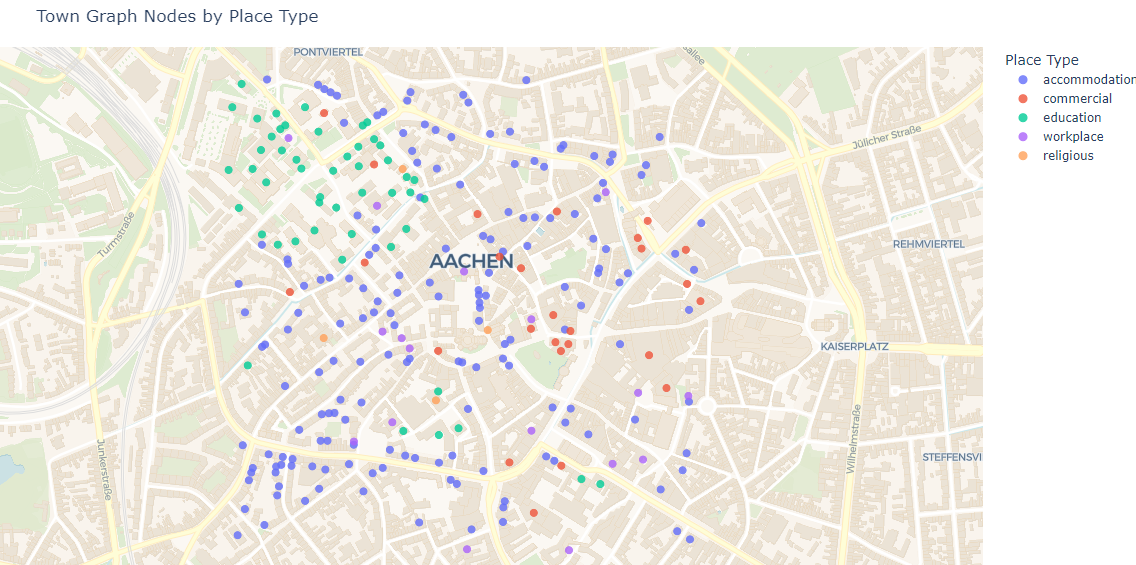 Town Graph Nodes by Place Type
PONTVIERTEL
Place Type
accommodation
commercial
education
workplace
religious
Jülicher Straße
Turmstraße
REHMVIERTEL
AACHEN
KAISERPLATZ
Junkerstraße
Wilhelmstraße
STEFFENSVI